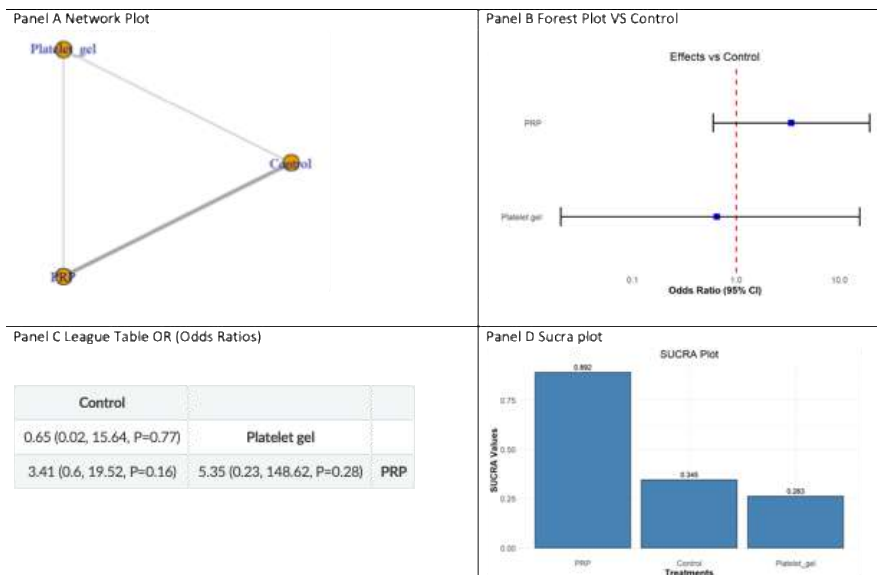 Panel A Network Plot
Platelet_gel
Control
PRP
Panel B Forest Plot VS Control
Effects vs Control
PRP
Platelet gel
0.1 1.0 10.0
Odds Ratio (95% CI)
Panel C League Table OR (Odds Ratios)
Control
0.65 (0.02, 15.64, P=0.77) Platelet gel
3.41 (0.6, 19.52, P=0.16) 5.35 (0.23, 148.62, P=0.28) PRP
Panel D Sucra plot
SUCRA Plot
0.892
0.75
0.50
0.345
0.25
0.263
0.00
SUCRA Values
PRP Control Platelet_gel
Treatments